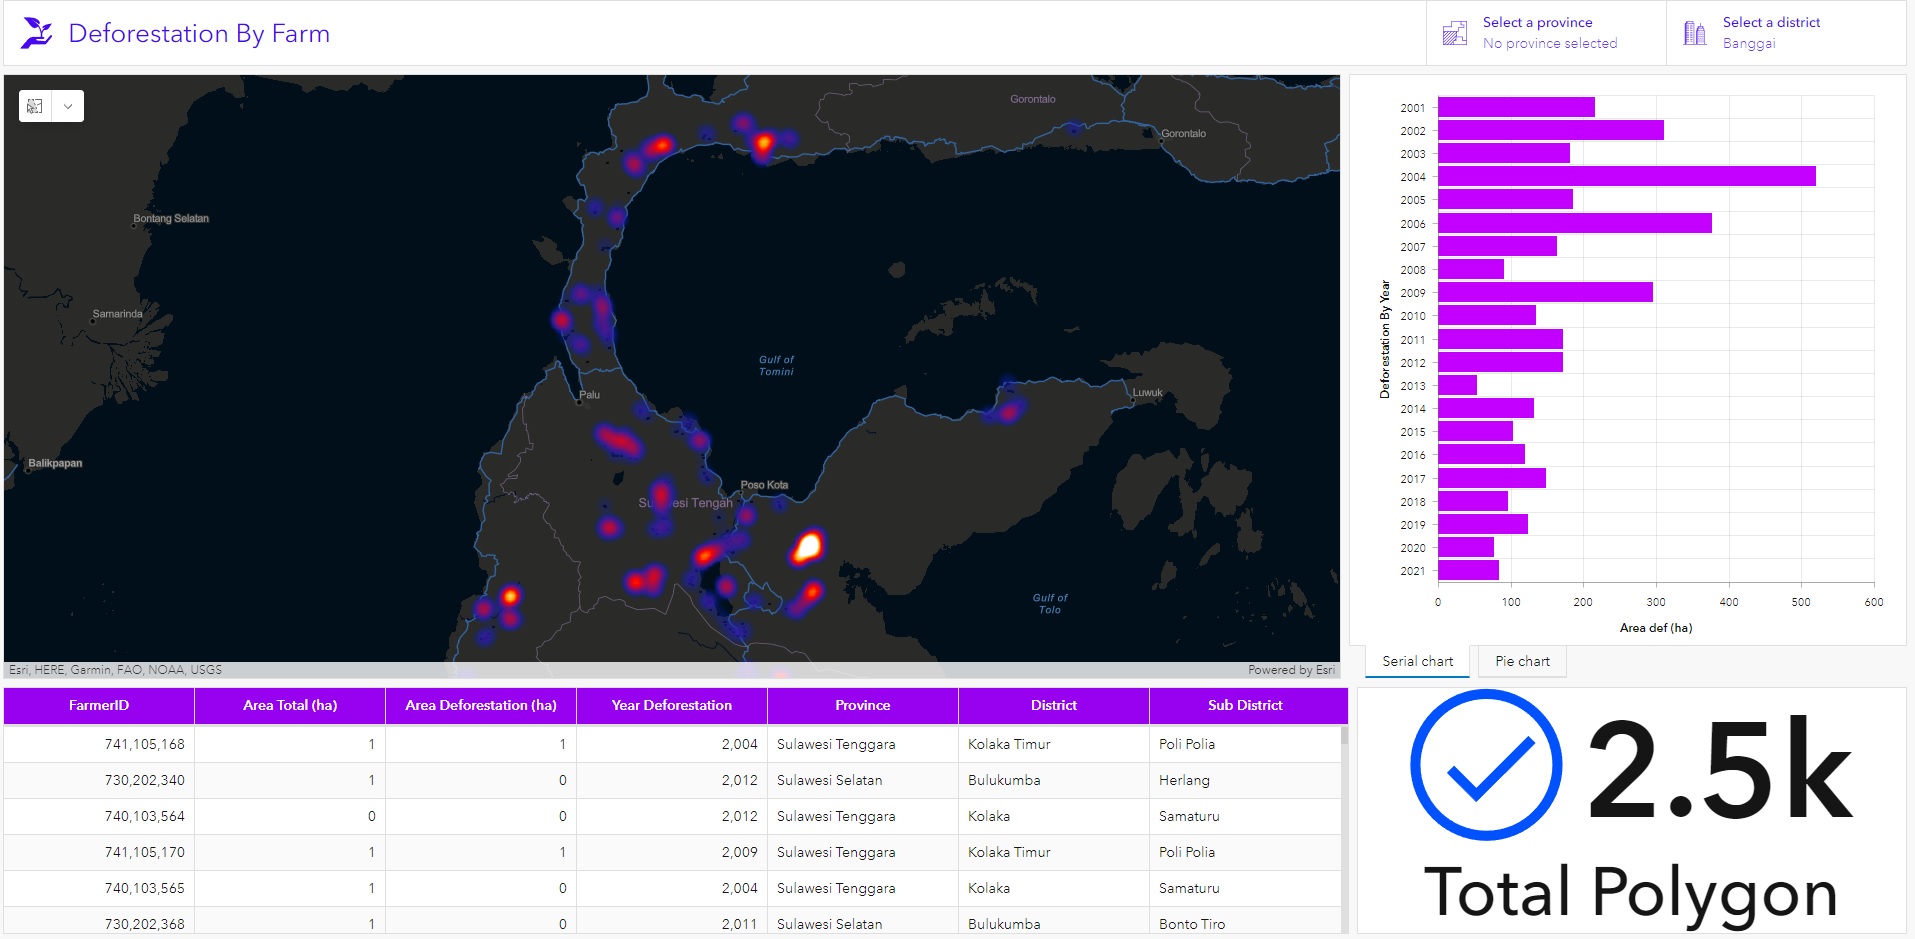 Deforestation By Farm
Select a province
No province selected
Select a district
Banggai
Gorontalo
Gorontalo
Bontang Selatan
Samarinda
Balikpapan
Gulf of
Tomini
Palu
Luwuk
Poso Kota
Sulawesi Tengah
Gulf of
Tolo
Esri, HERE, Garmin, FAO, NOAA, USGS
Powered by Esri
Deforestation By Year
2001
2002
2003
2004
2005
2006
2007
2008
2009
2010
2011
2012
2013
2014
2015
2016
2017
2018
2019
2020
2021
0 100 200 300 400 500 600
Area def (ha)
Serial chart
Pie chart
FarmerID Area Total (ha) Area Deforestation (ha) Year Deforestation Province District Sub District
741,105,168 1 1 2,004 Sulawesi Tenggara Kolaka Timur Poli Polia
730,202,340 1 0 2,012 Sulawesi Selatan Bulukumba Herlang
740,103,564 0 0 2,012 Sulawesi Tenggara Kolaka Samaturu
741,105,170 1 1 2,009 Sulawesi Tenggara Kolaka Timur Poli Polia
740,103,565 1 0 2,004 Sulawesi Tenggara Kolaka Samaturu
730,202,368 1 0 2,011 Sulawesi Selatan Bulukumba Bonto Tiro
2.5k
Total Polygon